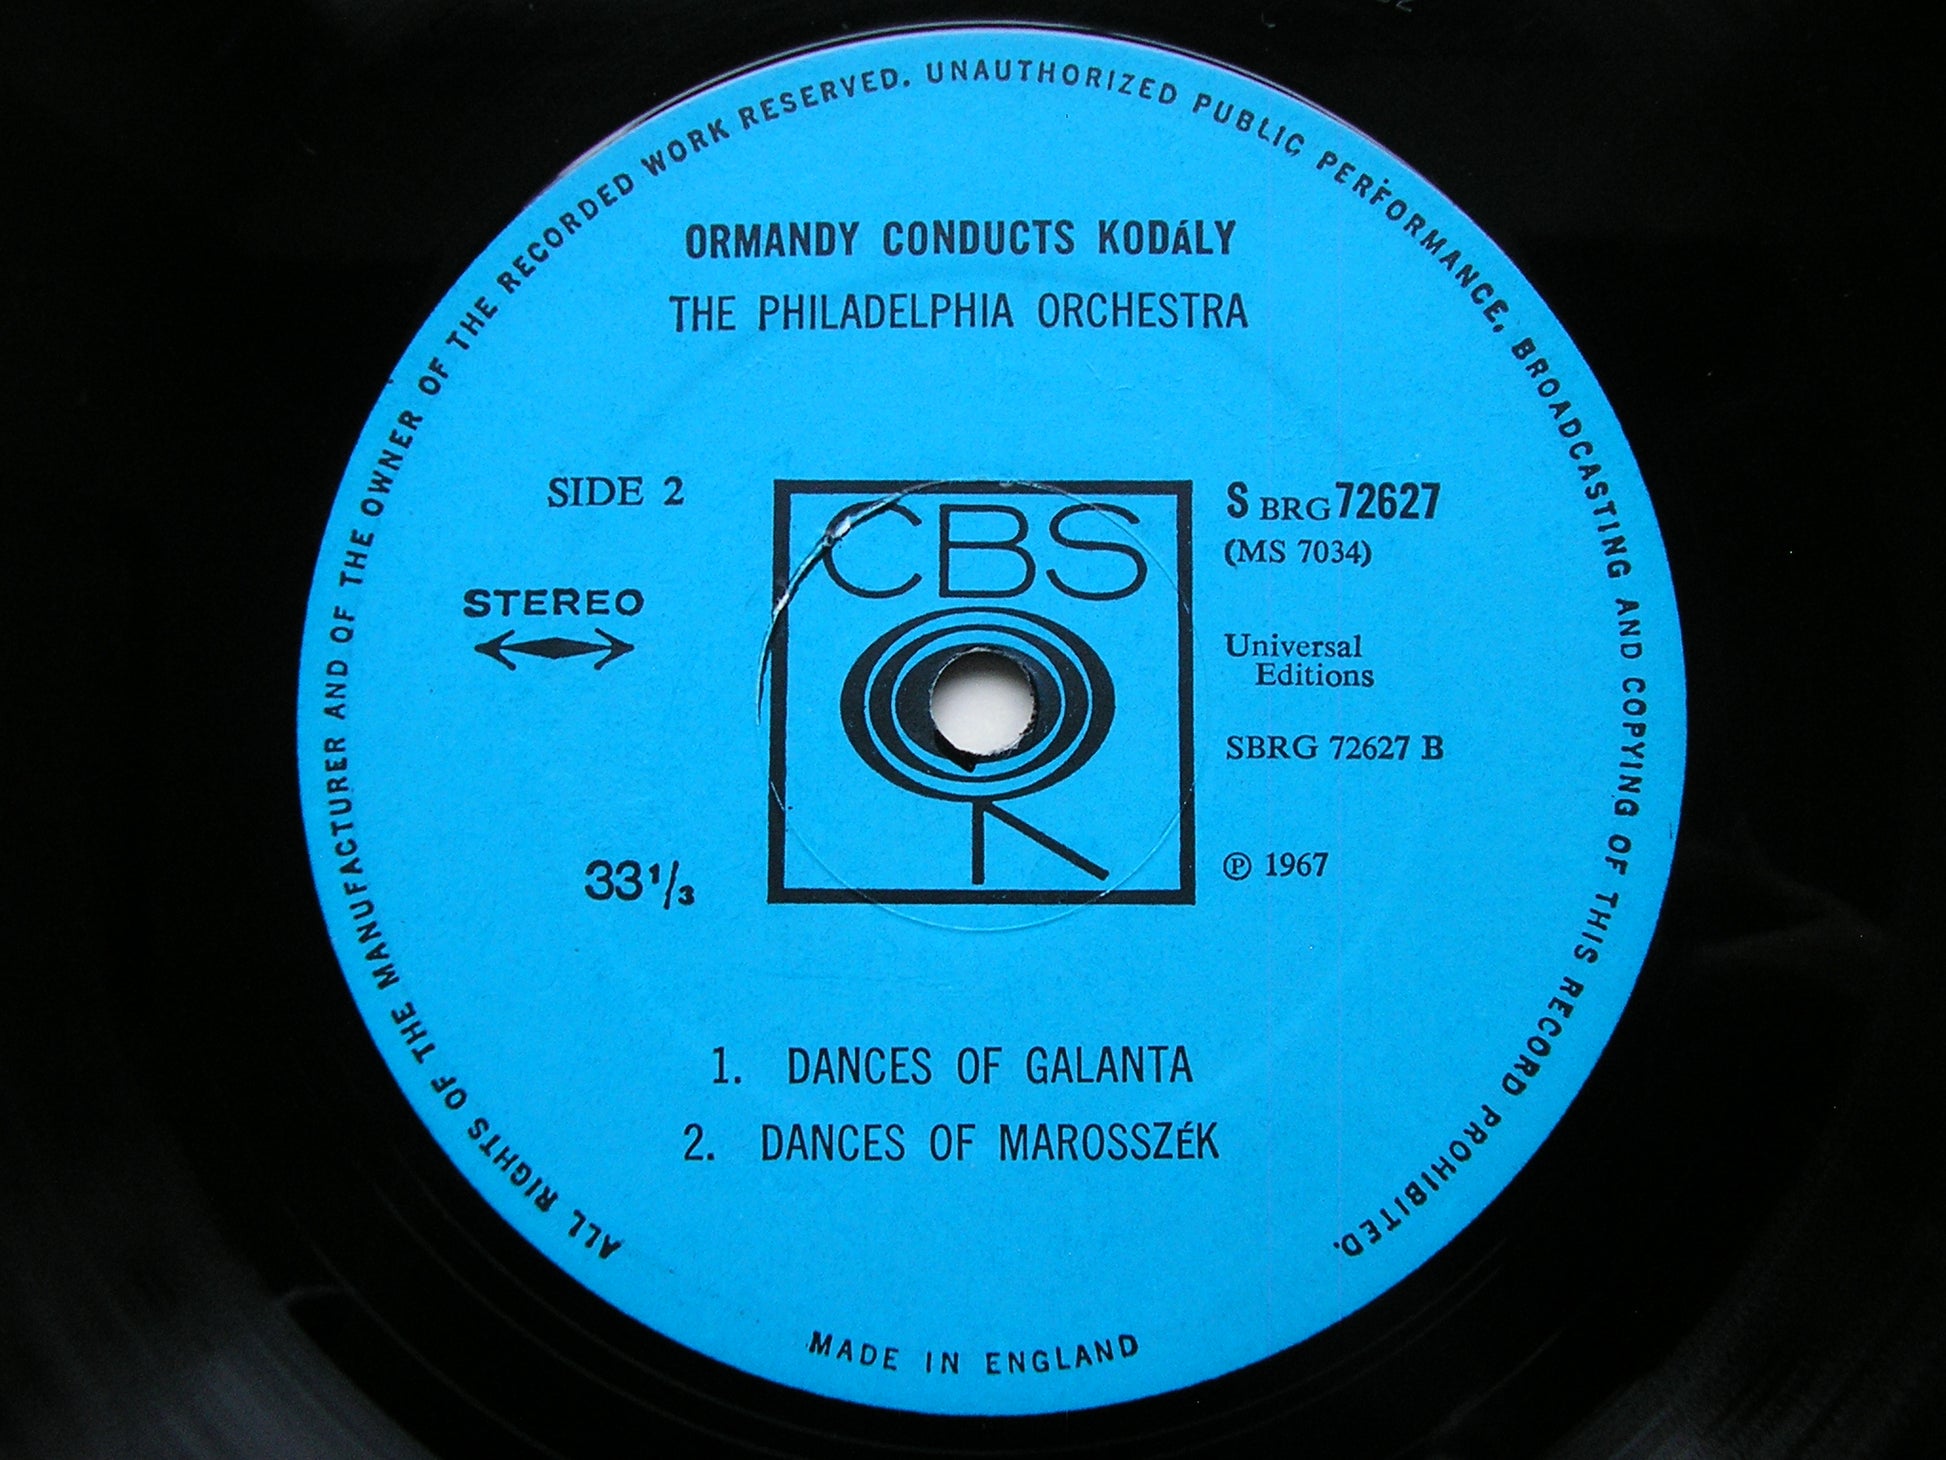 ALL RIGHTS OF THE MANUFACTURER AND OF THE OWNER OF THE RECORDED WORK RESERVED. UNAUTHORIZED PUBLIC PERFORMANCE, BROADCASTING AND COPYING OF THIS RECORD PROHIBITED.
ORMANDY CONDUCTS KODÁLY
THE PHILADELPHIA ORCHESTRA
SIDE 2
STEREO
33 1/3
CBS
S BRG 72627
(MS 7034)
Universal
Editions
SBRG 72627 B
℗ 1967
1. DANCES OF GALANTA
2. DANCES OF MAROSSZÉK
MADE IN ENGLAND